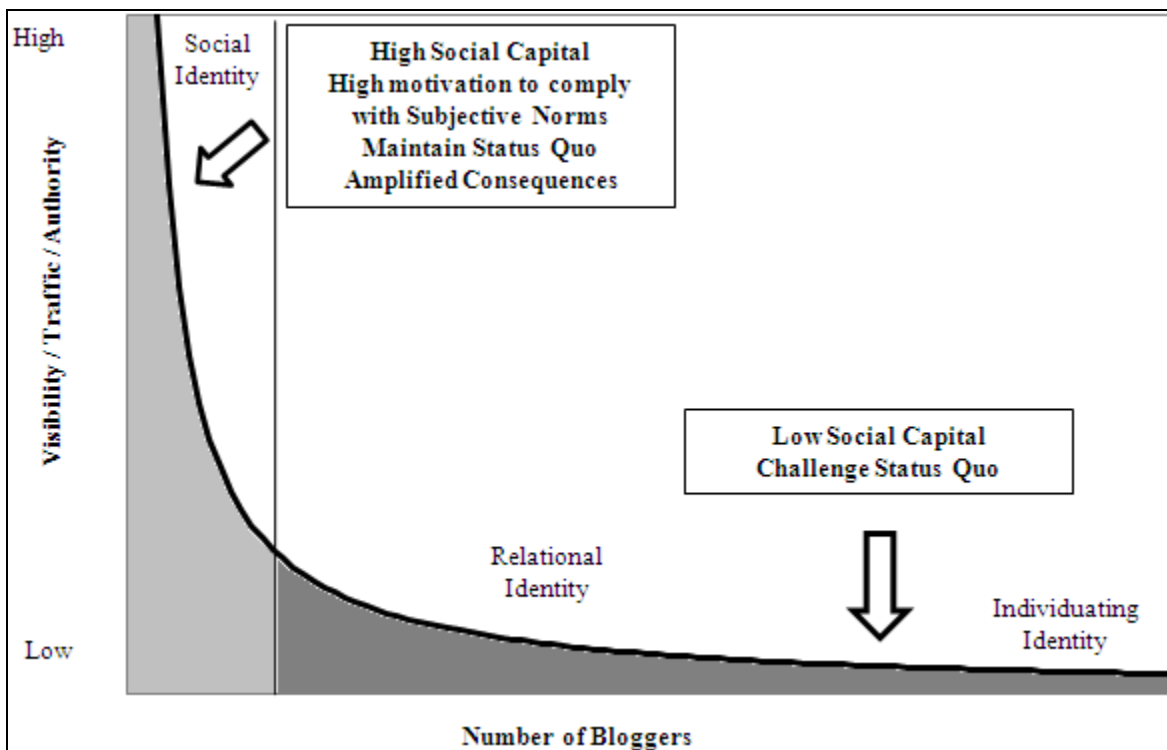 High
Social
Identity
High Social Capital
High motivation to comply
with Subjective Norms
Maintain Status Quo
Amplified Consequences
Visibility / Traffic / Authority
Low Social Capital
Challenge Status Quo
Relational
Identity
Individuating
Identity
Low
Number of Bloggers